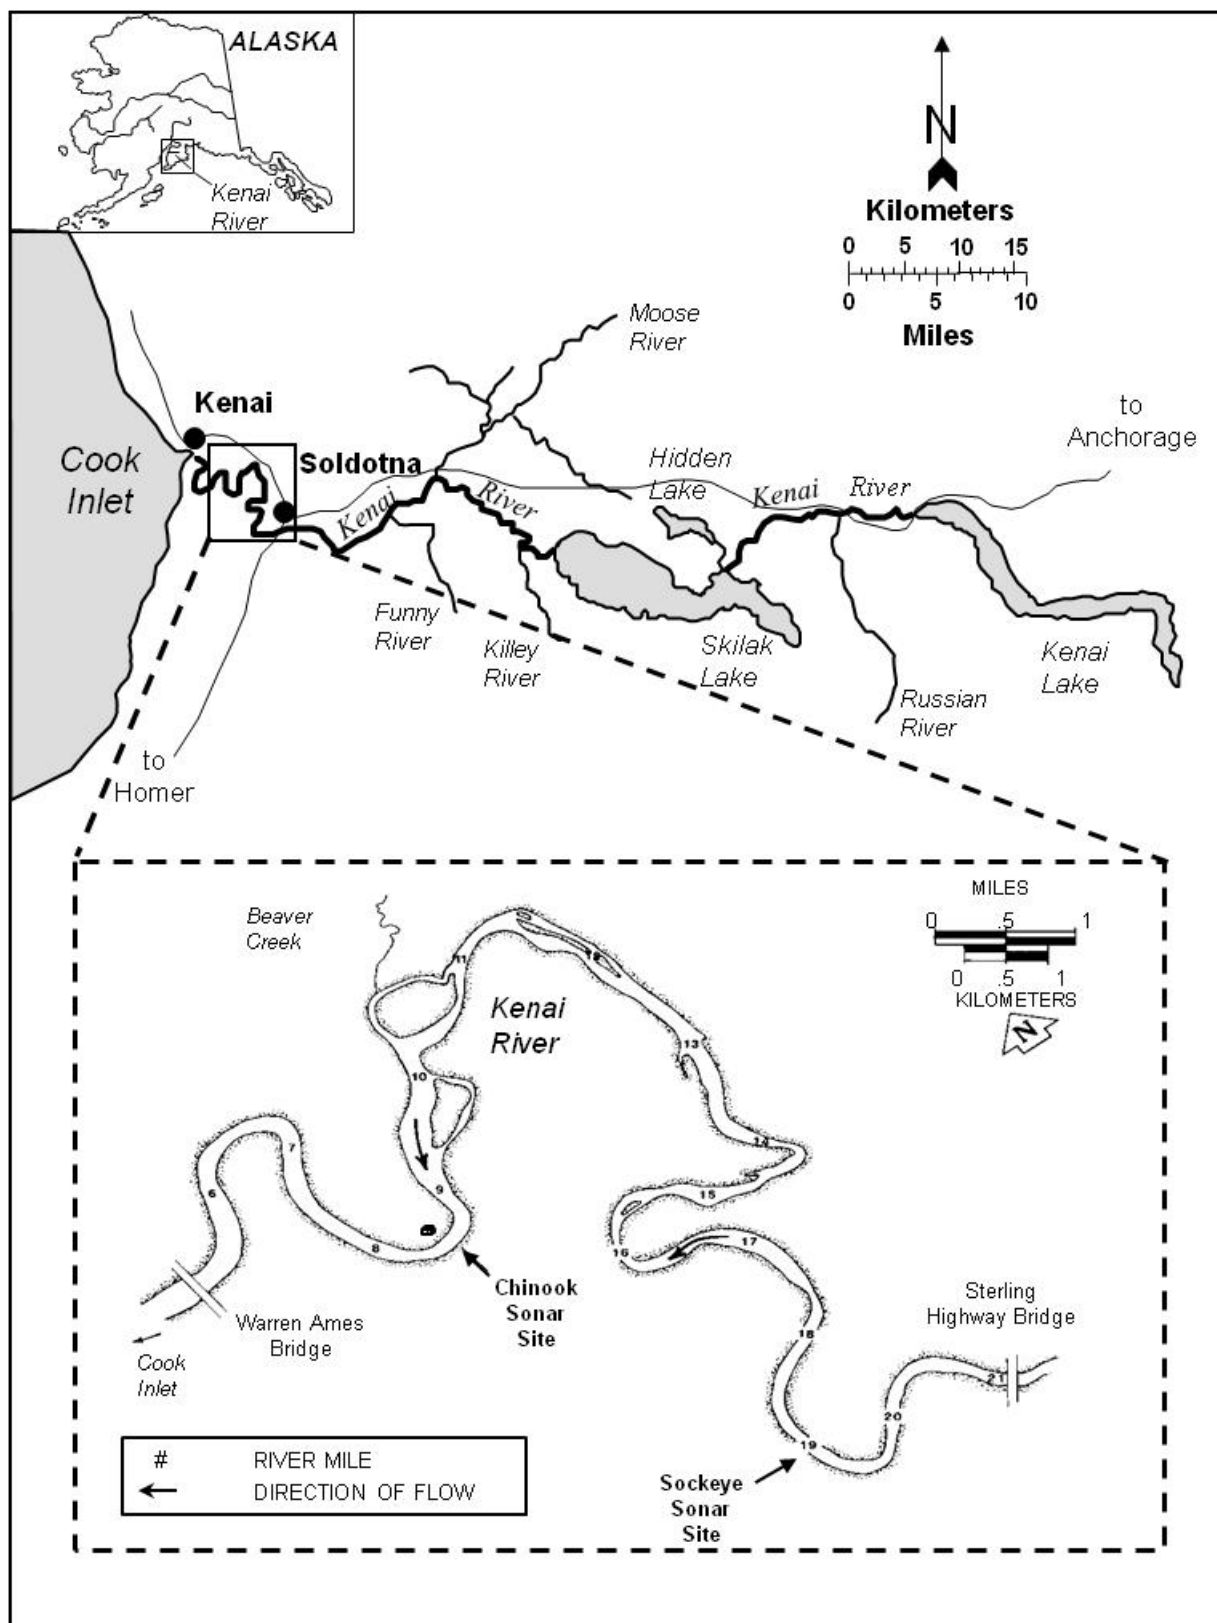 ALASKA
Kenai
River
N
Kilometers
0 5 10 15
0 5 10
Miles
Moose
River
Kenai
Cook
Inlet
Soldotna
Kenai
River
Hidden
Lake
Kenai River
to
Anchorage
Funny
River
Killey
River
Skilak
Lake
Russian
River
Kenai
Lake
to
Homer
MILES
0 .5 1
0 .5 1
KILOMETERS
N
Beaver
Creek
Kenai
River
11
12
13
10
14
9
15
7
6
8
16
17
18
19
20
21
Chinook
Sonar
Site
Warren Ames
Bridge
Cook
Inlet
Sterling
Highway Bridge
Sockeye
Sonar
Site
# RIVER MILE
DIRECTION OF FLOW